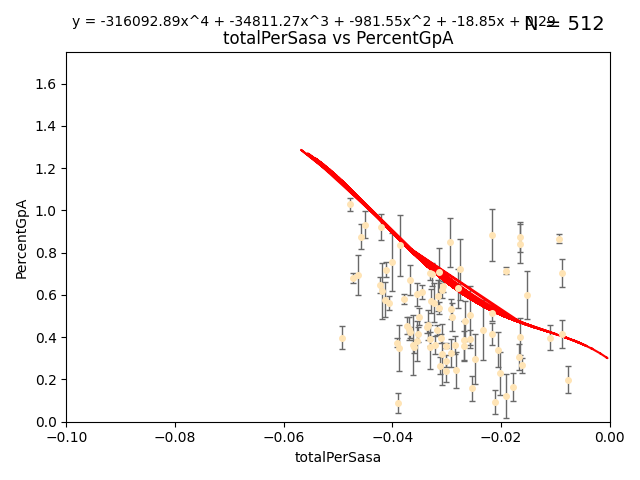 y = -316092.89x^4 + -34811.27x^3 + -981.55x^2 + -18.85x + 0.29
N = 512
totalPerSasa vs PercentGpA
PercentGpA
1.6
1.4
1.2
1.0
0.8
0.6
0.4
0.2
0.0
−0.10 −0.08 −0.06 −0.04 −0.02 0.00
totalPerSasa